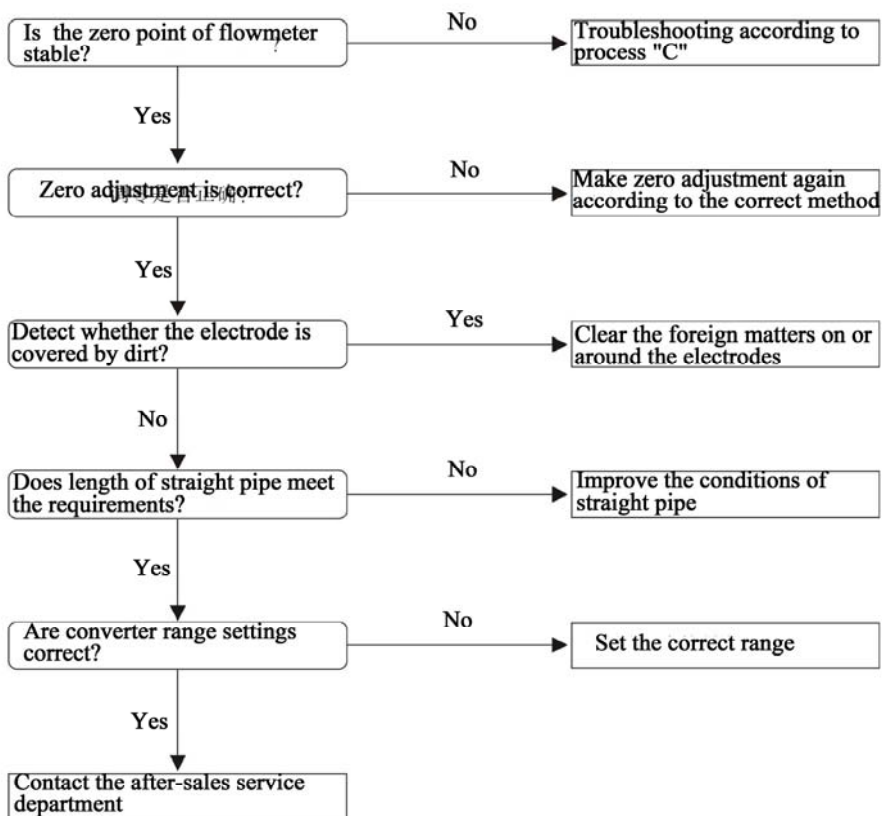 Is the zero point of flowmeter
stable?
?
No
Troubleshooting according to
process "C"
Yes
Zero adjustment is correct?
No
Make zero adjustment again
according to the correct method
Yes
Detect whether the electrode is
covered by dirt?
Yes
Clear the foreign matters on or
around the electrodes
No
Does length of straight pipe meet
the requirements?
No
Improve the conditions of
straight pipe
Yes
Are converter range settings
correct?
No
Set the correct range
Yes
Contact the after-sales service
department